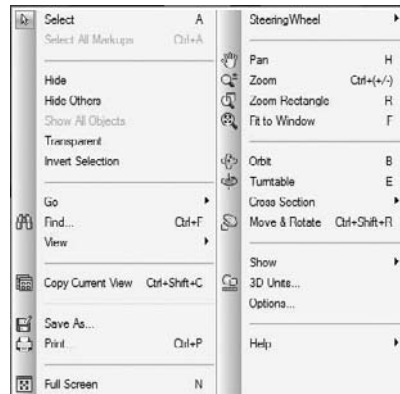 Select A
Select All Markups Ctrl+A
Hide
Hide Others
Show All Objects
Transparent
Invert Selection
Go
Find... Ctrl+F
View
Copy Current View Ctrl+Shift+C
Save As...
Print... Ctrl+P
Full Screen N
SteeringWheel
Pan H
Zoom Ctrl+(+/-)
Zoom Rectangle R
Fit to Window F
Orbit B
Turntable E
Cross Section
Move & Rotate Ctrl+Shift+R
Show
3D Units...
Options...
Help